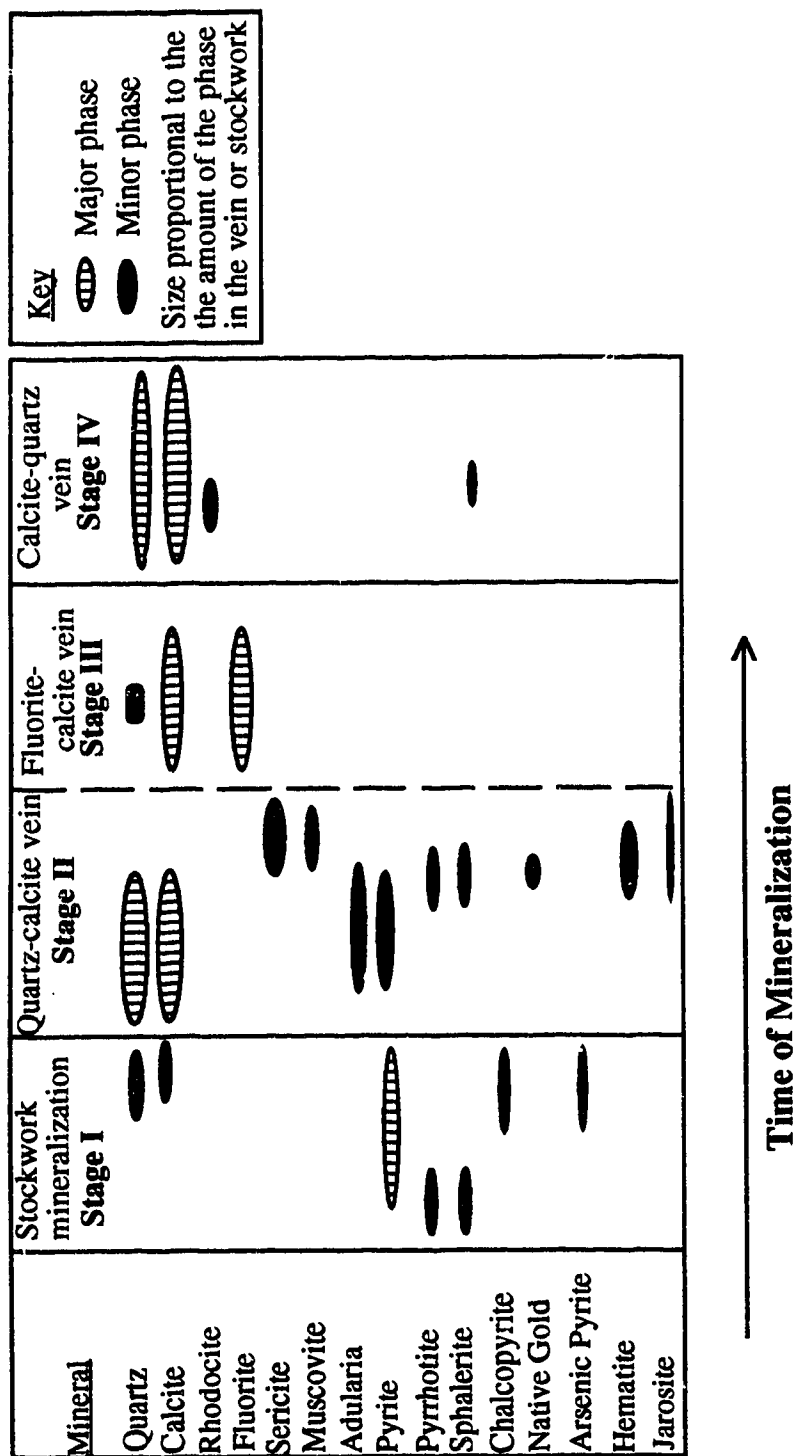 Mineral
Stockwork
mineralization
Stage I
Quartz-calcite vein
Stage II
Fluorite-
calcite vein
Stage III
Calcite-quartz
vein
Stage IV
Quartz
Calcite
Rhodocite
Fluorite
Sericite
Muscovite
Adularia
Pyrite
Pyrrhotite
Sphalerite
Chalcopyrite
Native Gold
Arsenic Pyrite
Hematite
Jarosite
Time of Mineralization
Key
Major phase
Minor phase
Size proportional to the
the amount of the phase
in the vein or stockwork